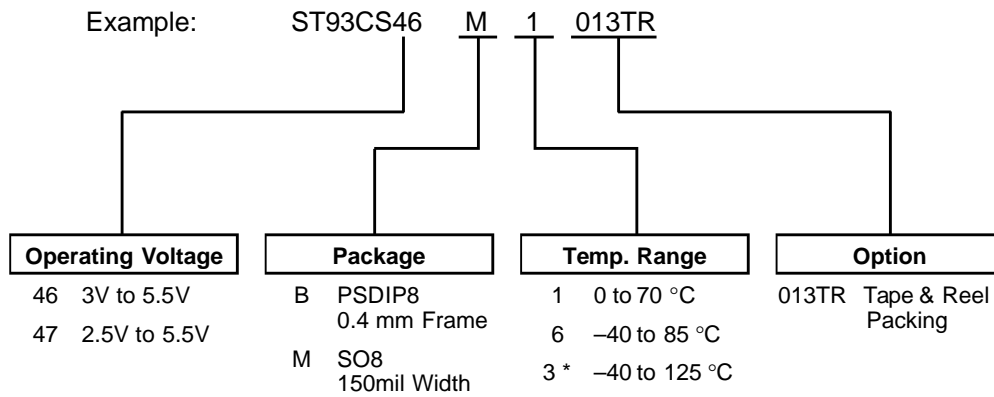 Example: ST93CS46 M 1 013TR
Operating Voltage
46 3V to 5.5V
47 2.5V to 5.5V
Package
B PSDIP8
0.4 mm Frame
M SO8
150mil Width
Temp. Range
1 0 to 70 °C
6 –40 to 85 °C
3 * –40 to 125 °C
Option
013TR Tape & Reel
Packing